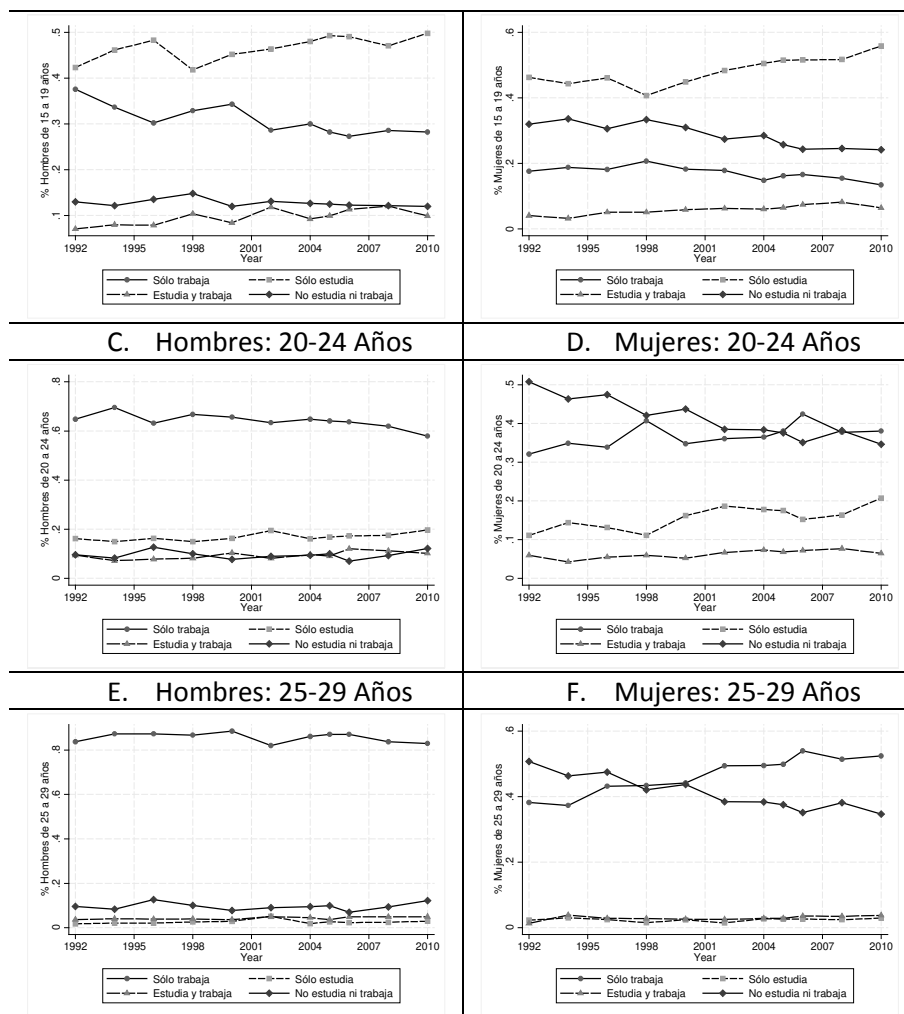 .5
.4
.3
.2
.1
% Hombres de 15 a 19 años
1992 1995 1998 2001 2004 2007 2010
Year
Sólo trabaja Sólo estudia
Estudia y trabaja No estudia ni trabaja
.6
.4
.2
0
% Mujeres de 15 a 19 años
1992 1995 1998 2001 2004 2007 2010
Year
Sólo trabaja Sólo estudia
Estudia y trabaja No estudia ni trabaja
C. Hombres: 20-24 Años
D. Mujeres: 20-24 Años
.8
.6
.4
.2
0
% Hombres de 20 a 24 años
1992 1995 1998 2001 2004 2007 2010
Year
Sólo trabaja Sólo estudia
Estudia y trabaja No estudia ni trabaja
.5
.4
.3
.2
.1
0
% Mujeres de 20 a 24 años
1992 1995 1998 2001 2004 2007 2010
Year
Sólo trabaja Sólo estudia
Estudia y trabaja No estudia ni trabaja
E. Hombres: 25-29 Años
F. Mujeres: 25-29 Años
.8
.6
.4
.2
0
% Hombres de 25 a 29 años
1992 1995 1998 2001 2004 2007 2010
Year
Sólo trabaja Sólo estudia
Estudia y trabaja No estudia ni trabaja
.6
.4
.2
0
% Mujeres de 25 a 29 años
1992 1995 1998 2001 2004 2007 2010
Year
Sólo trabaja Sólo estudia
Estudia y trabaja No estudia ni trabaja